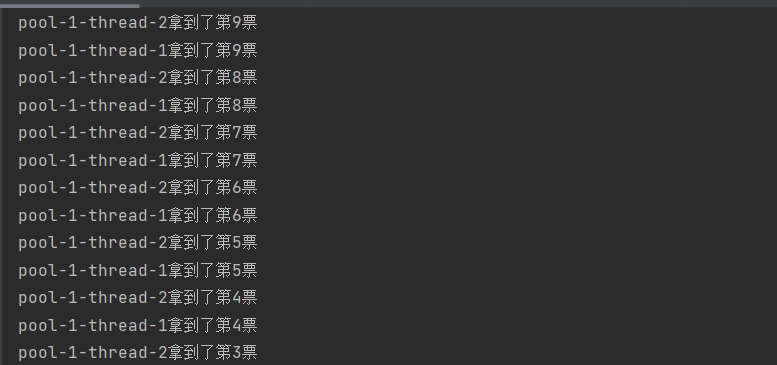 pool-1-thread-2拿到了第9票
pool-1-thread-1拿到了第9票
pool-1-thread-2拿到了第8票
pool-1-thread-1拿到了第8票
pool-1-thread-2拿到了第7票
pool-1-thread-1拿到了第7票
pool-1-thread-2拿到了第6票
pool-1-thread-1拿到了第6票
pool-1-thread-2拿到了第5票
pool-1-thread-1拿到了第5票
pool-1-thread-2拿到了第4票
pool-1-thread-1拿到了第4票
pool-1-thread-2拿到了第3票